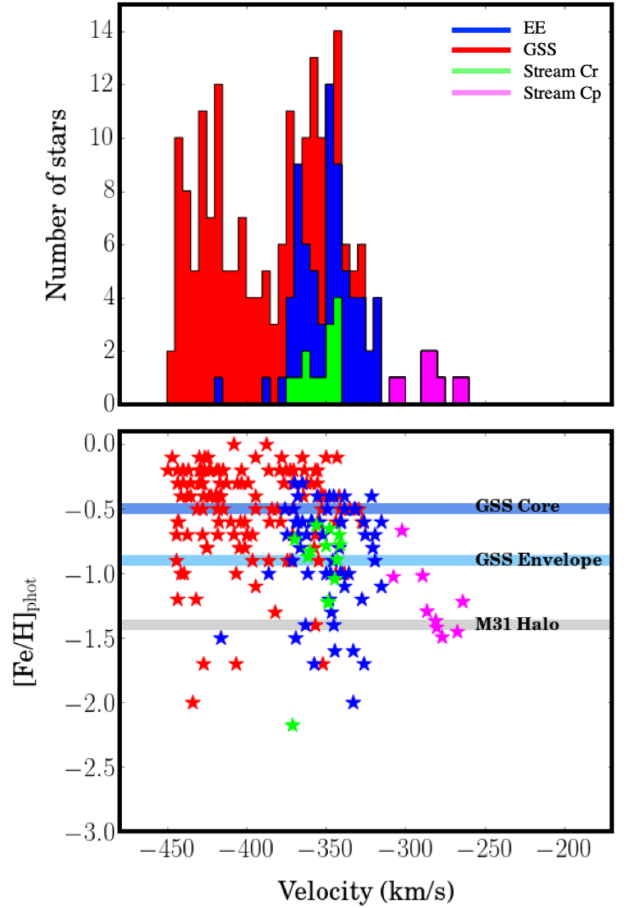 14
12
10
8
6
4
2
0
Number of stars
EE
GSS
Stream Cr
Stream Cp
0.0
−0.5
−1.0
−1.5
−2.0
−2.5
−3.0
[Fe/H]phot
GSS Core
GSS Envelope
M31 Halo
−450
−400
−350
−300
−250
−200
Velocity (km/s)